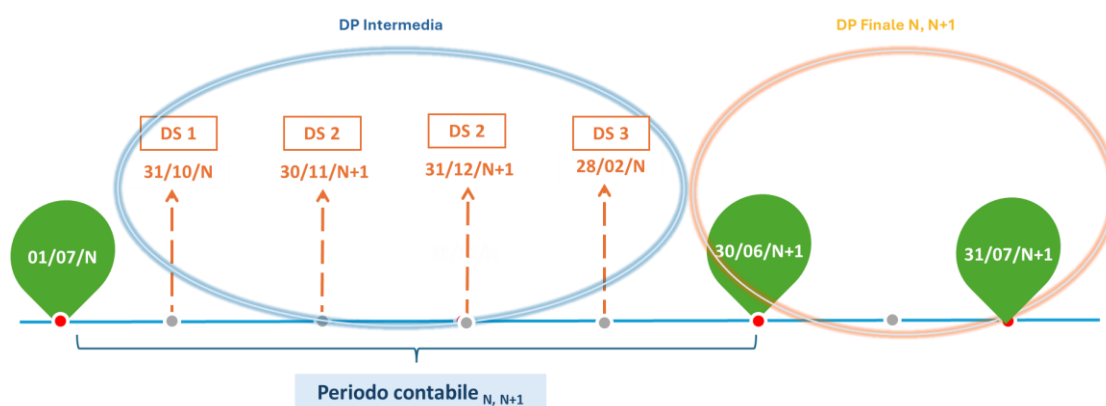 DP Intermedia
DP Finale N, N+1
DS 1
DS 2
DS 2
DS 3
31/10/N
30/11/N+1
31/12/N+1
28/02/N
01/07/N
30/06/N+1
31/07/N+1
Periodo contabile N, N+1